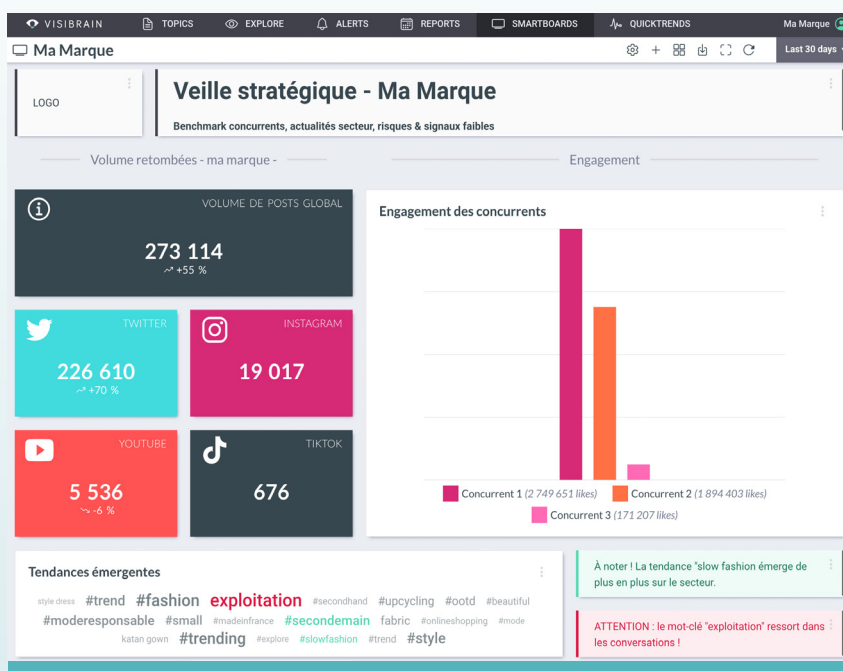 VISIBRAIN TOPICS EXPLORE ALERTS REPORTS SMARTBOARDS QUICKTRENDS Ma Marque
Ma Marque Last 30 days
LOGO
Veille stratégique - Ma Marque
Benchmark concurrents, actualités secteur, risques & signaux faibles
Volume retombées - ma marque - Engagement
VOLUME DE POSTS GLOBAL
273 114
+55 %
TWITTER
226 610
+70 %
INSTAGRAM
19 017
YOUTUBE
5 536
-6 %
TIKTOK
676
Engagement des concurrents
Concurrent 1 (2 749 651 likes) Concurrent 2 (1 894 403 likes)
Concurrent 3 (171 207 likes)
Tendances émergentes
style dress #trend #fashion exploitation #secondhand #upcycling #ootd #beautiful
#moderesponsable #small #madeinfrance #secondemain fabric #onlineshopping #mode
katan gown #trending #explore #slowfashion #trend #style
À noter ! La tendance "slow fashion émerge de
plus en plus sur le secteur.
ATTENTION : le mot-clé "exploitation" ressort dans
les conversations !